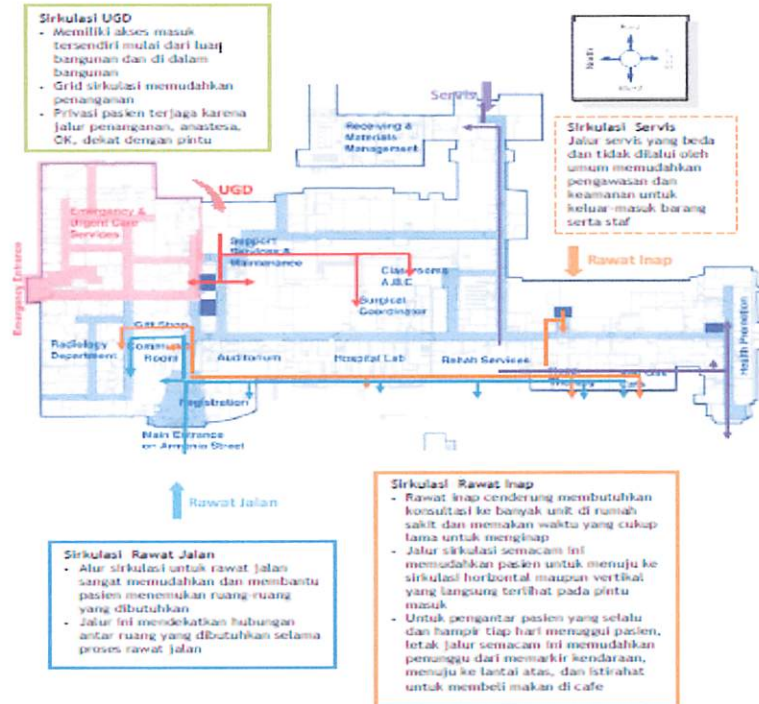 Sirkulasi UGD
- Memiliki akses masuk
tersendiri mulai dari luar
bangunan dan di dalam
bangunan
- Grid sirkulasi memudahkan
penanganan
- Privasi pasien terjaga karena
jalur penanganan, anastesa,
OK, dekat dengan pintu
Servis
Receiving &
Materials
Management
Sirkulasi Servis
Jalur servis yang beda
dan tidak dilalui oleh
umum memudahkan
pengawasan dan
keamanan untuk
keluar-masuk barang
serta staf
UGD
Emergency &
Urgent Care
Services
Emergency Entrance
Support
Services &
Maintenance
Classrooms
A,B,C
Surgical
Coordinator
Rawat Inap
Gift Shop
Radiology
Department
Community
Room
Auditorium
Hospital Lab
Rehab Services
Health Promotion
Registration
Main Entrance
on Armenia Street
Rawat Jalan
Sirkulasi Rawat Jalan
- Alur sirkulasi untuk rawat jalan
sangat memudahkan dan membantu
pasien menemukan ruang-ruang
yang dibutuhkan
- Jalur ini mendekatkan hubungan
antar ruang yang dibutuhkan selama
proses rawat jalan
Sirkulasi Rawat Inap
- Rawat inap cenderung membutuhkan
konsultasi ke banyak unit di rumah
sakit dan memakan waktu yang cukup
lama untuk menginap
- Jalur sirkulasi semacam ini
memudahkan pasien untuk menuju ke
sirkulasi horizontal maupun vertikal
yang langsung terlihat pada pintu
masuk
- Untuk pengantar pasien yang selalu
dan hampir tiap hari menunggui pasien,
letak jalur semacam ini memudahkan
penunggu dari memarkir kendaraan,
menuju ke lantai atas, dan istirahat
untuk membeli makan di cafe